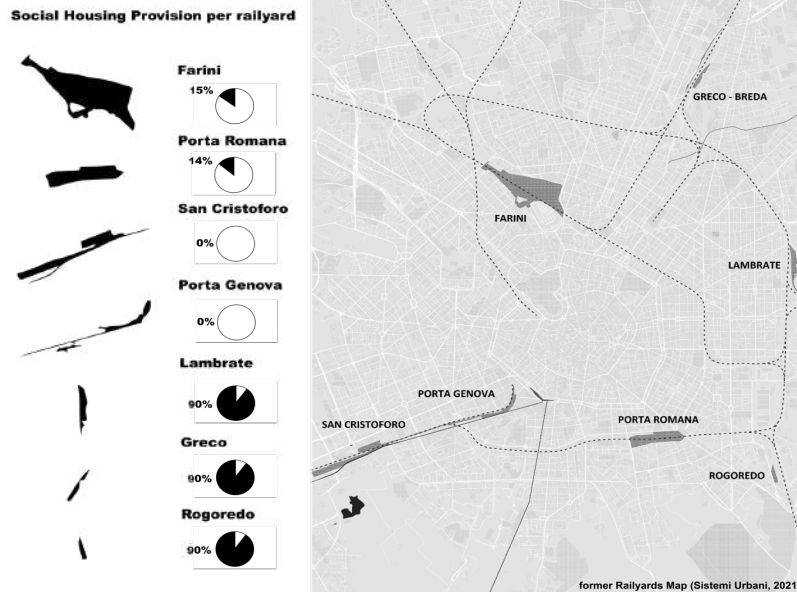 Social Housing Provision per railyard
Farini
15%
Porta Romana
14%
San Cristoforo
0%
Porta Genova
0%
Lambrate
90%
Greco
90%
Rogoredo
90%
GRECO - BREDA
FARINI
LAMBRATE
PORTA GENOVA
SAN CRISTOFORO
PORTA ROMANA
ROGOREDO
former Railyards Map (Sistemi Urbani, 2021